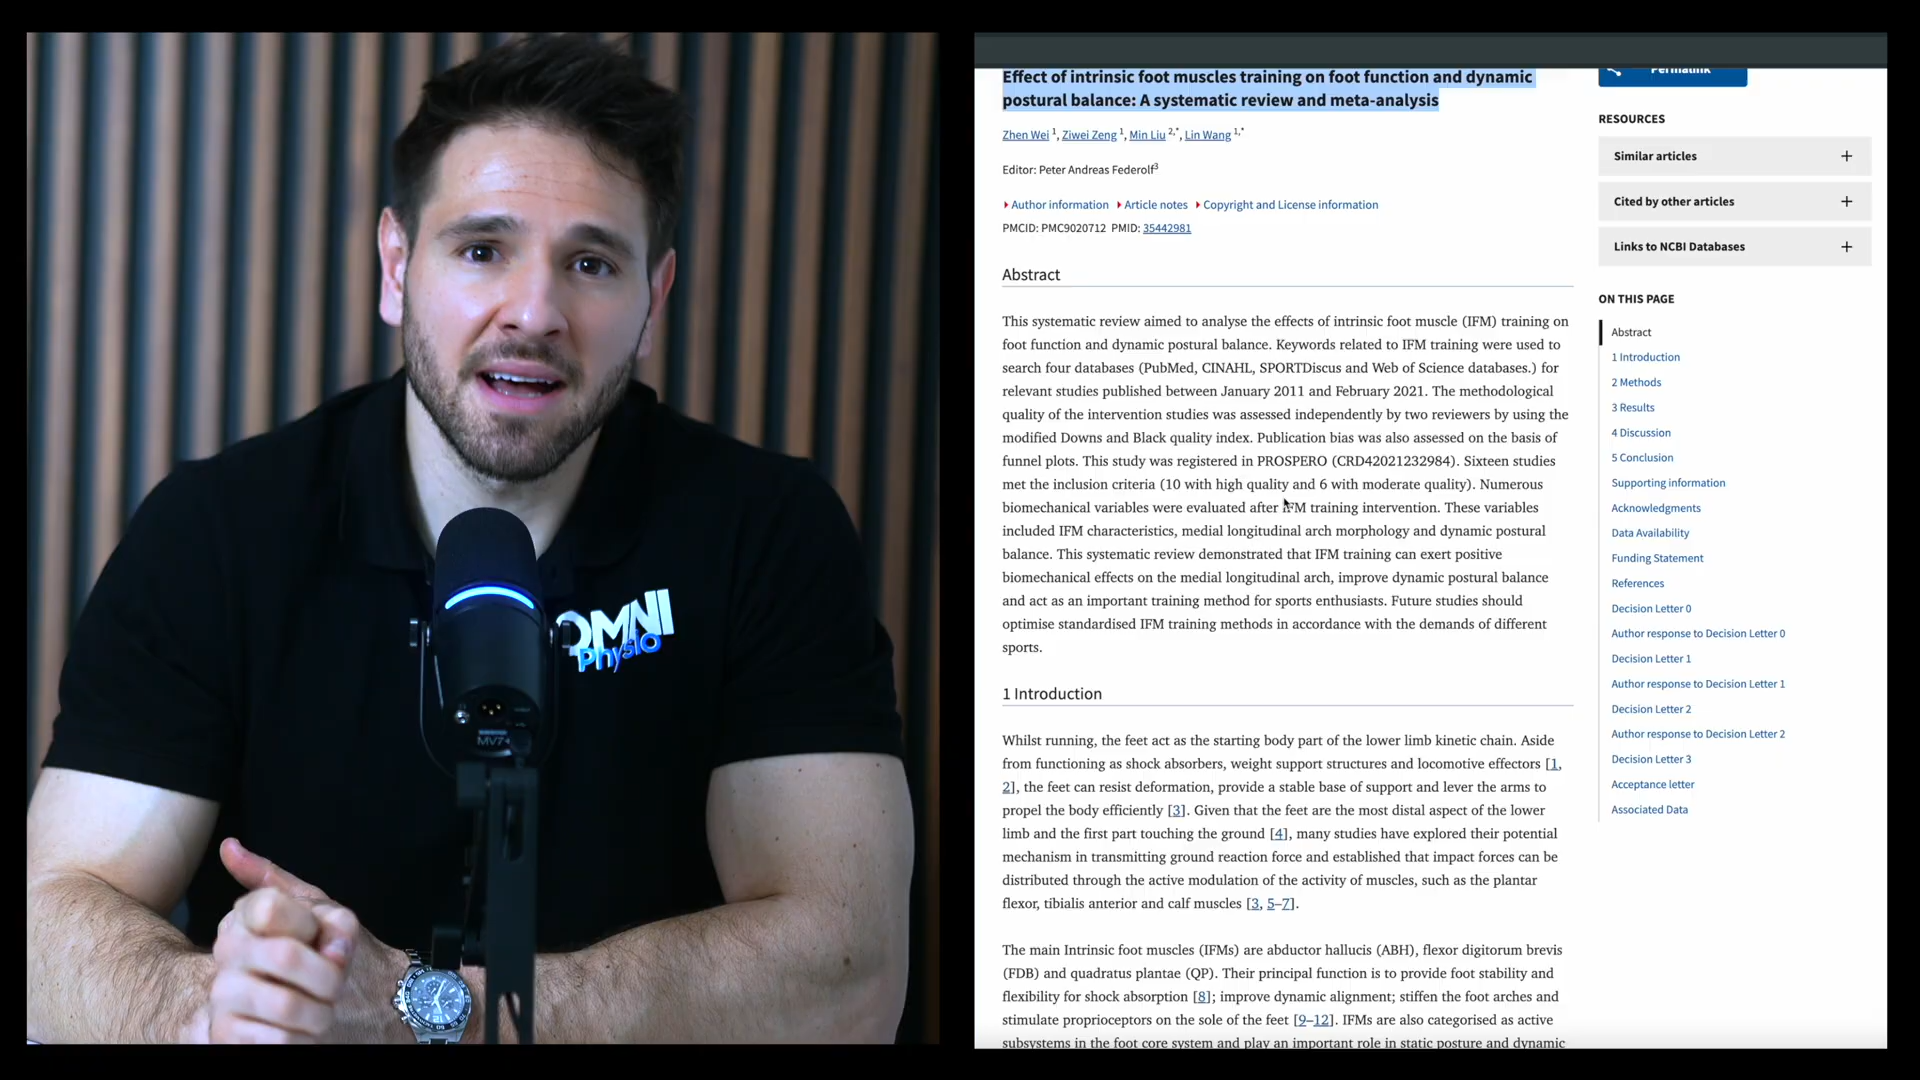 OMNI
Physio
MV7+
Effect of intrinsic foot muscles training on foot function and dynamic
postural balance: A systematic review and meta-analysis
Zhen Wei 1, Ziwei Zeng 1, Min Liu 2,*, Lin Wang 1,*
Editor: Peter Andreas Federolf3
Author information Article notes Copyright and License information
PMCID: PMC9020712 PMID: 35442981
Abstract
This systematic review aimed to analyse the effects of intrinsic foot muscle (IFM) training on
foot function and dynamic postural balance. Keywords related to IFM training were used to
search four databases (PubMed, CINAHL, SPORTDiscus and Web of Science databases.) for
relevant studies published between January 2011 and February 2021. The methodological
quality of the intervention studies was assessed independently by two reviewers by using the
modified Downs and Black quality index. Publication bias was also assessed on the basis of
funnel plots. This study was registered in PROSPERO (CRD42021232984). Sixteen studies
met the inclusion criteria (10 with high quality and 6 with moderate quality). Numerous
biomechanical variables were evaluated after IFM training intervention. These variables
included IFM characteristics, medial longitudinal arch morphology and dynamic postural
balance. This systematic review demonstrated that IFM training can exert positive
biomechanical effects on the medial longitudinal arch, improve dynamic postural balance
and act as an important training method for sports enthusiasts. Future studies should
optimise standardised IFM training methods in accordance with the demands of different
sports.
1 Introduction
Whilst running, the feet act as the starting body part of the lower limb kinetic chain. Aside
from functioning as shock absorbers, weight support structures and locomotive effectors [1,
2], the feet can resist deformation, provide a stable base of support and lever the arms to
propel the body efficiently [3]. Given that the feet are the most distal aspect of the lower
limb and the first part touching the ground [4], many studies have explored their potential
mechanism in transmitting ground reaction force and established that impact forces can be
distributed through the active modulation of the activity of muscles, such as the plantar
flexor, tibialis anterior and calf muscles [3, 5–7].
The main Intrinsic foot muscles (IFMs) are abductor hallucis (ABH), flexor digitorum brevis
(FDB) and quadratus plantae (QP). Their principal function is to provide foot stability and
flexibility for shock absorption [8]; improve dynamic alignment; stiffen the foot arches and
stimulate proprioceptors on the sole of the feet [9–12]. IFMs are also categorised as active
subsystems in the foot core system and play an important role in static posture and dynamic
Permalink
RESOURCES
Similar articles
Cited by other articles
Links to NCBI Databases
ON THIS PAGE
Abstract
1 Introduction
2 Methods
3 Results
4 Discussion
5 Conclusion
Supporting information
Acknowledgments
Data Availability
Funding Statement
References
Decision Letter 0
Author response to Decision Letter 0
Decision Letter 1
Author response to Decision Letter 1
Decision Letter 2
Author response to Decision Letter 2
Decision Letter 3
Acceptance letter
Associated Data